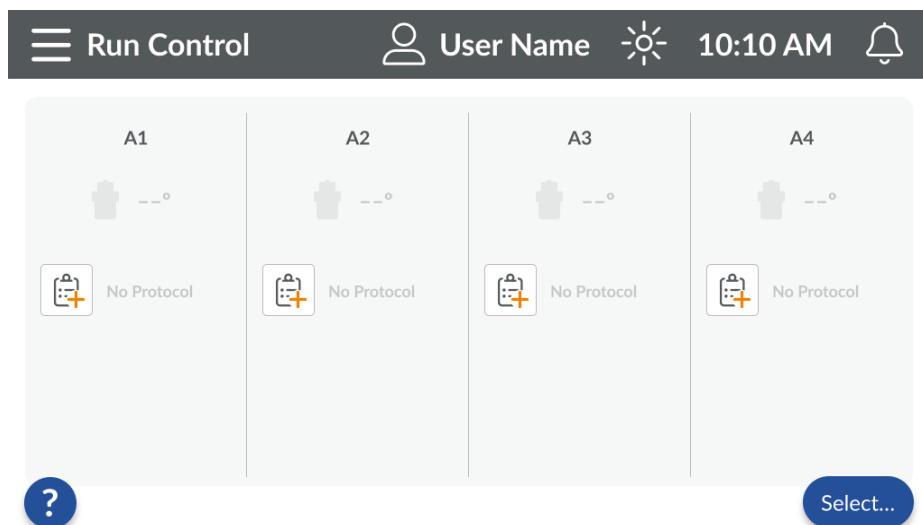 Run Control User Name 10:10 AM
A1 A2 A3 A4
--° --° --° --°
No Protocol No Protocol No Protocol No Protocol
? Select...